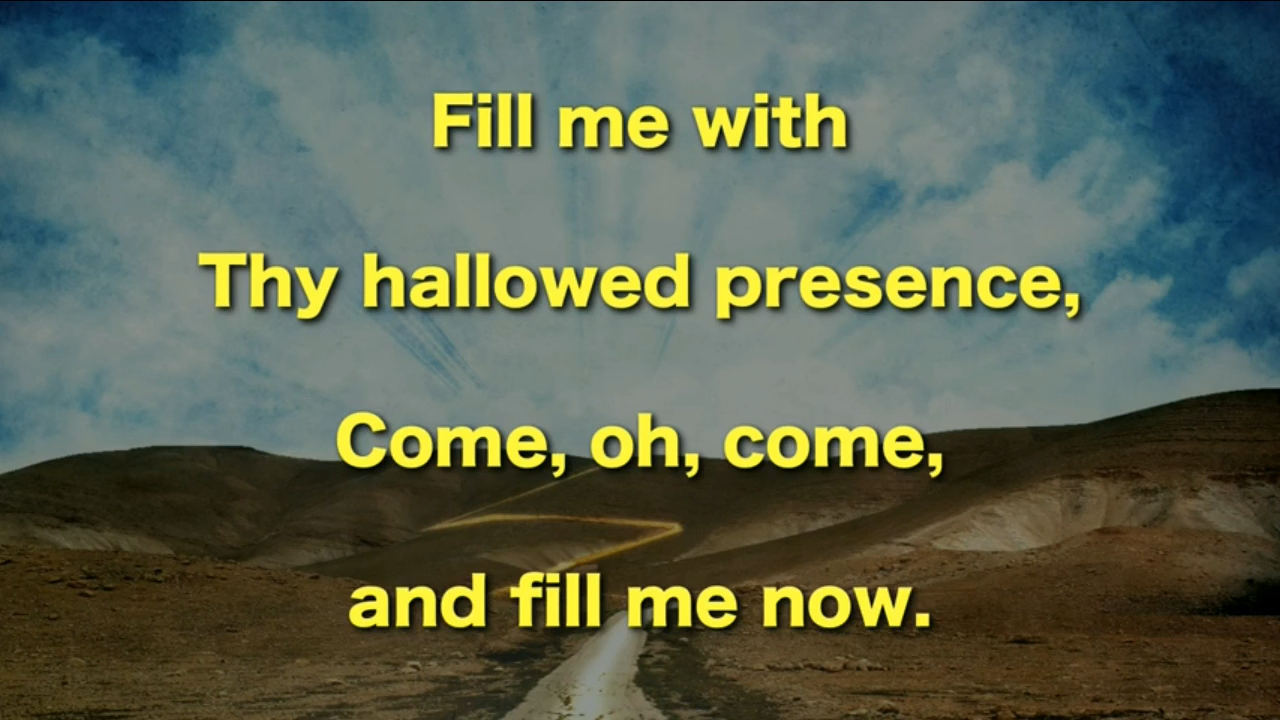 Fill me with
Thy hallowed presence,
Come, oh, come,
and fill me now.